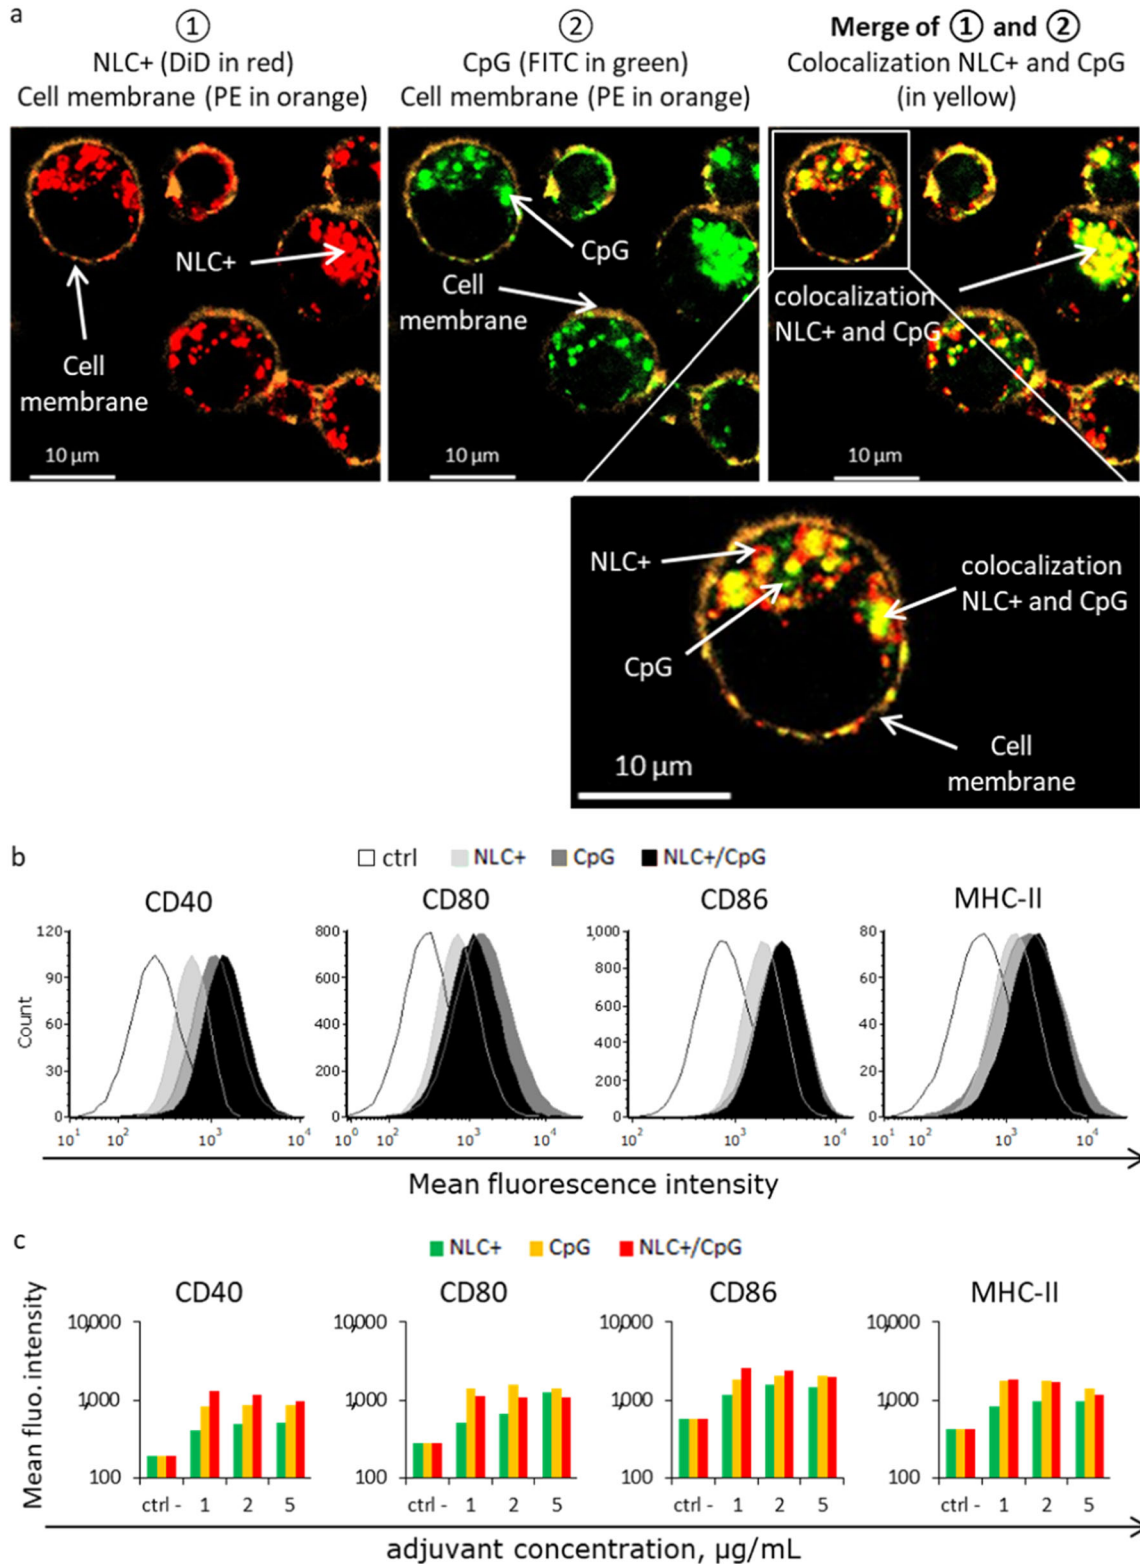 a
① ② Merge of ① and ②
NLC+ (DiD in red) CpG (FITC in green) Colocalization NLC+ and CpG
Cell membrane (PE in orange) Cell membrane (PE in orange) (in yellow)
NLC+
Cell
membrane
10 µm
CpG
Cell
membrane
10 µm
colocalization
NLC+ and CpG
10 µm
NLC+
CpG
colocalization
NLC+ and CpG
Cell
membrane
10 µm
b
ctrl NLC+ CpG NLC+/CpG
CD40 CD80 CD86 MHC-II
Count
120 800 1000 80
90 600 800 60
60 400 600 40
30 200 400 20
0 0 200 0
0
10¹ 10² 10³ 10⁴ 10⁰ 10² 10³ 10⁴ 10² 10³ 10⁴ 10¹ 10² 10³ 10⁴
Mean fluorescence intensity
c
NLC+ CpG NLC+/CpG
CD40 CD80 CD86 MHC-II
Mean fluo. intensity
10,000 10,000 10,000 10,000
1,000 1,000 1,000 1,000
100 100 100 100
ctrl - 1 2 5 ctrl - 1 2 5 ctrl - 1 2 5 ctrl - 1 2 5
adjuvant concentration, µg/mL